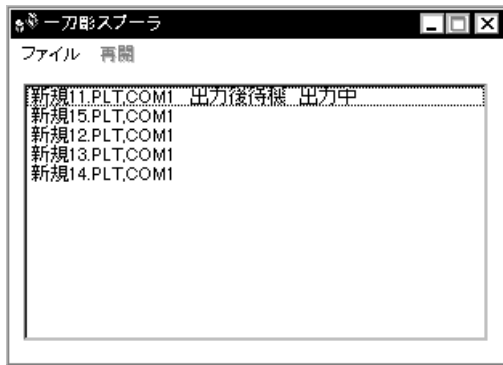 一刀彫スプーラ
ファイル 再開
新規11.PLT,COM1 出力後待機 出力中
新規15.PLT,COM1
新規12.PLT,COM1
新規13.PLT,COM1
新規14.PLT,COM1